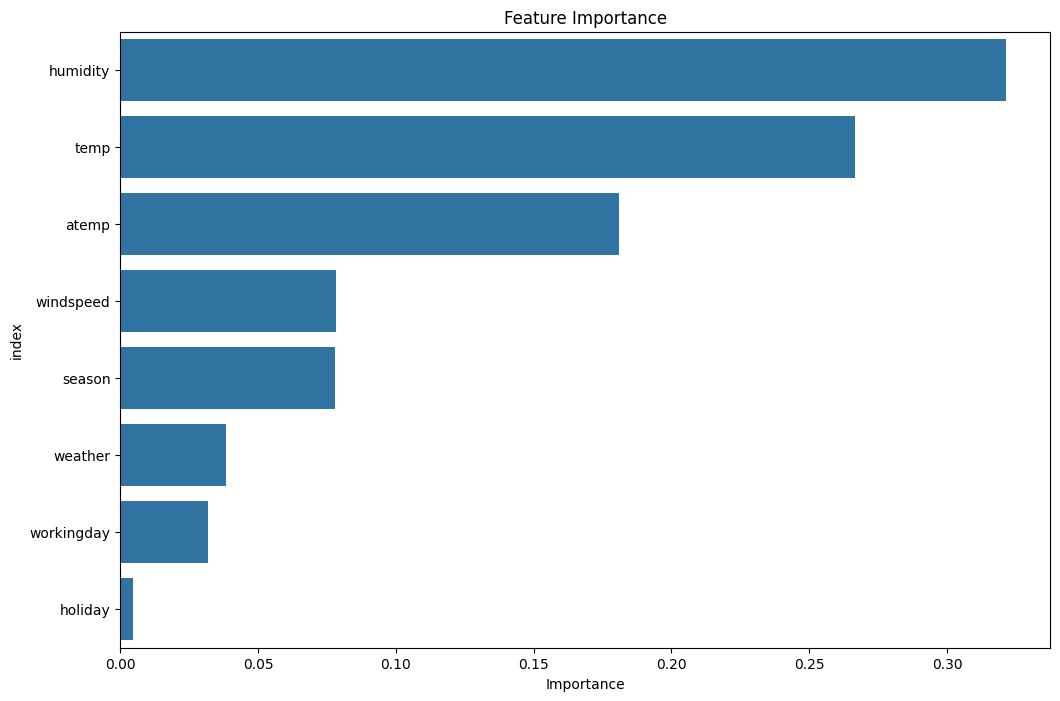 Feature Importance
humidity
temp
atemp
windspeed
season
weather
workingday
holiday
index
0.00 0.05 0.10 0.15 0.20 0.25 0.30
Importance